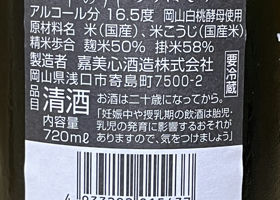 アルコール分 16.5度 岡山白桃酵母使用
原材料名 米(国産)、米こうじ(国産米)
精米歩合 麹米50% 掛米58%
製造者 嘉美心酒造株式会社
岡山県浅口市寄島町7500-2
要冷蔵
品目 清酒
内容量 720ml
お酒は二十歳になってから。
「妊娠中や授乳期の飲酒は胎児・
乳児の発育に影響するおそれが
ありますので、気をつけましょう」